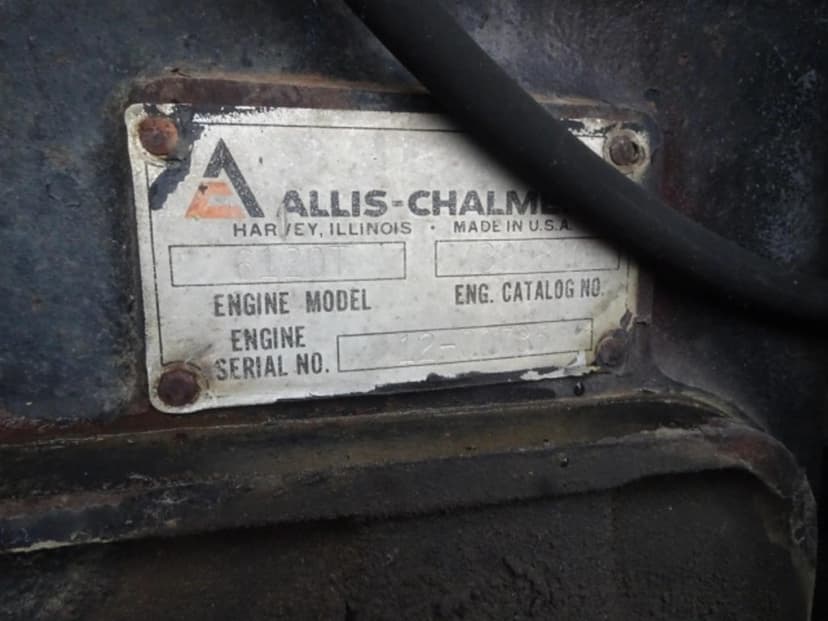 ALLIS-CHALME
HARVEY, ILLINOIS · MADE IN U.S.A.
ENGINE MODEL
ENG. CATALOG NO.
ENGINE
SERIAL NO.